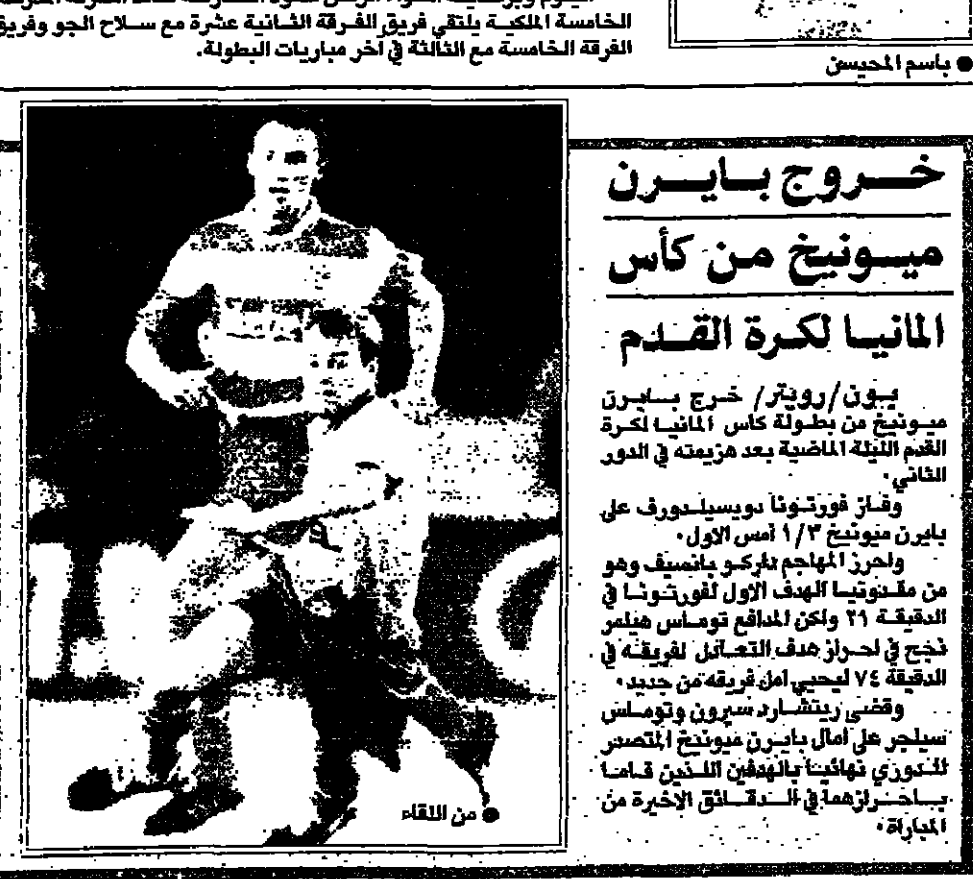 الخامسة الملكية يلتقي فريق الفرقة الثانية عشرة مع سلاح الجو وفريق
الفرقة الخامسة مع الثالثة في آخر مباريات البطولة.
● باسم المحيسن
خروج بايرن
ميونيخ من كأس
المانيا لكرة القدم
بون/رويتر/ خرج بايرن
ميونيخ من بطولة كاس المانيا لكرة
القدم الليلة الماضية بعد هزيمته في الدور
الثاني.
وفاز فورتونا دويسيلدورف على
بايرن ميونيخ ١/٣ أمس الاول.
واحرز المهاجم ماركو بانسيف وهو
من مقدونيا الهدف الاول لفورتونا في
الدقيقة ٢١ ولكن المدافع توماس هيلمر
نجح في احراز هدف التعادل لفريقه في
الدقيقة ٧٤ ليحيي امل فريقه من جديد.
وقضى ريتشارد سيرون وتوماس
سيلجر على امال بايرن ميونيخ المتصدر
للدوري نهائيا بالهدفين اللذين قاما
باحرازهما في الدقائق الاخيرة من
المباراة.
● من اللقاء